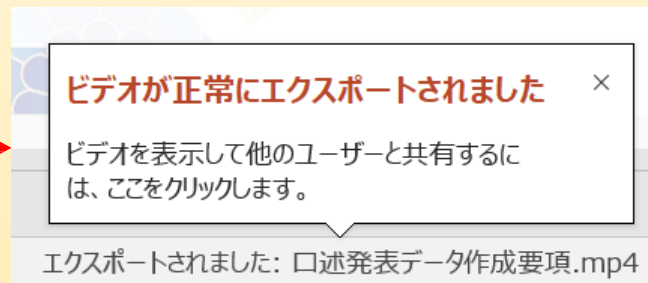 ビデオが正常にエクスポートされました
ビデオを表示して他のユーザーと共有するに
は、ここをクリックします。
エクスポートされました: 口述発表データ作成要項.mp4